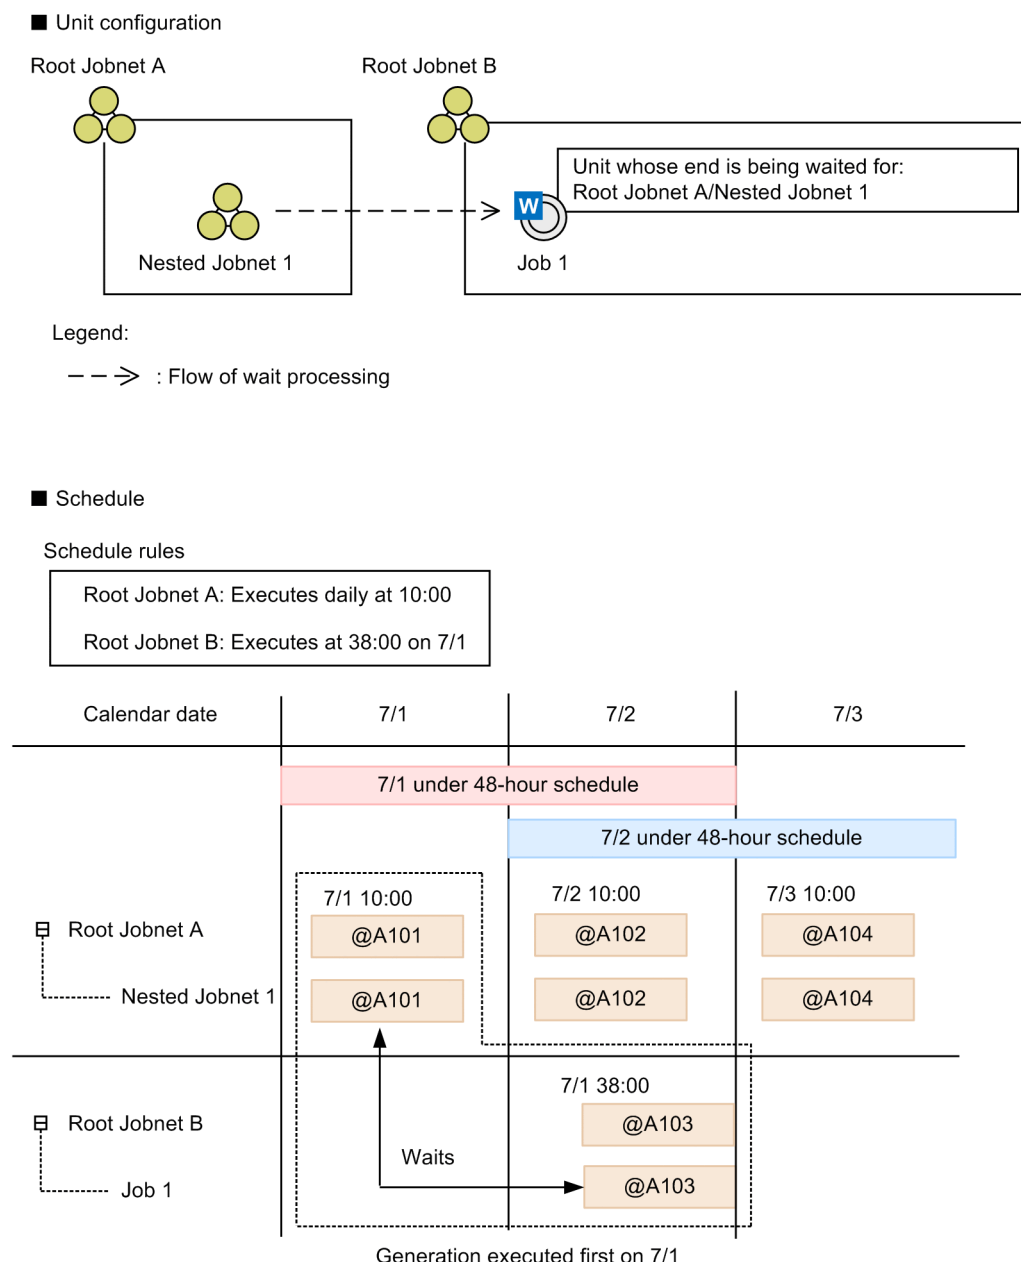 ■ Unit configuration
Root Jobnet A
Root Jobnet B
Unit whose end is being waited for:
Root Jobnet A/Nested Jobnet 1
W
Nested Jobnet 1
Job 1
Legend:
: Flow of wait processing
■ Schedule
Schedule rules
Root Jobnet A: Executes daily at 10:00
Root Jobnet B: Executes at 38:00 on 7/1
Calendar date 7/1 7/2 7/3
7/1 under 48-hour schedule
7/2 under 48-hour schedule
7/1 10:00 7/2 10:00 7/3 10:00
Root Jobnet A @A101 @A102 @A104
Nested Jobnet 1 @A101 @A102 @A104
7/1 38:00
Root Jobnet B @A103
Waits
Job 1 @A103
Generation executed first on 7/1